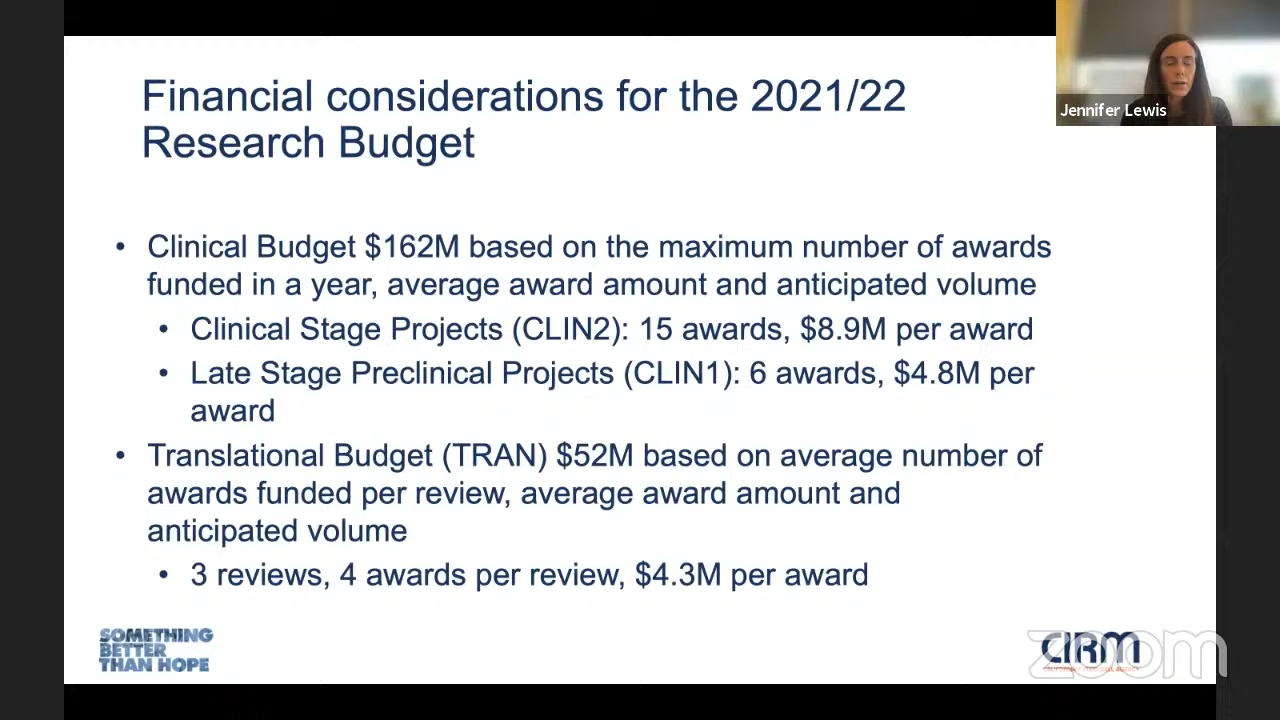 Financial considerations for the 2021/22
Research Budget
Jennifer Lewis
• Clinical Budget $162M based on the maximum number of awards
funded in a year, average award amount and anticipated volume
• Clinical Stage Projects (CLIN2): 15 awards, $8.9M per award
• Late Stage Preclinical Projects (CLIN1): 6 awards, $4.8M per
award
• Translational Budget (TRAN) $52M based on average number of
awards funded per review, average award amount and
anticipated volume
• 3 reviews, 4 awards per review, $4.3M per award
SOMETHING
BETTER
THAN HOPE
CIRM
zoom